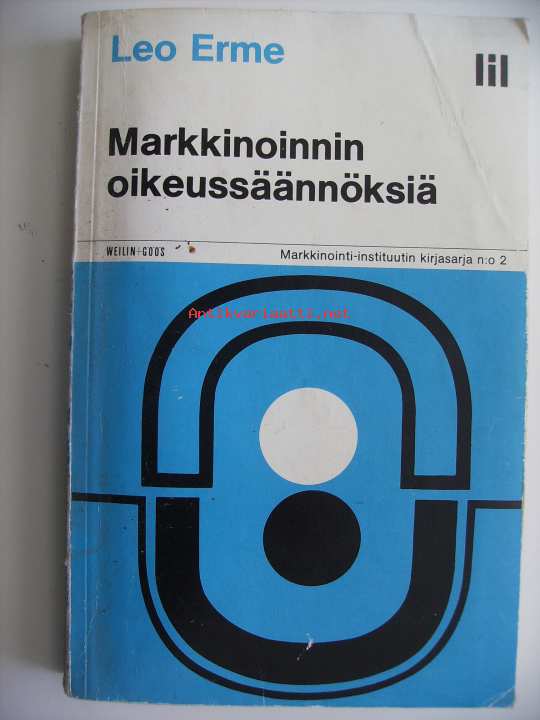 Leo Erme
lil
Markkinoinnin
oikeussäännöksiä
WEILIN+GÖÖS
Markkinointi-instituutin kirjasarja n:o 2
Antikvariaatti.net